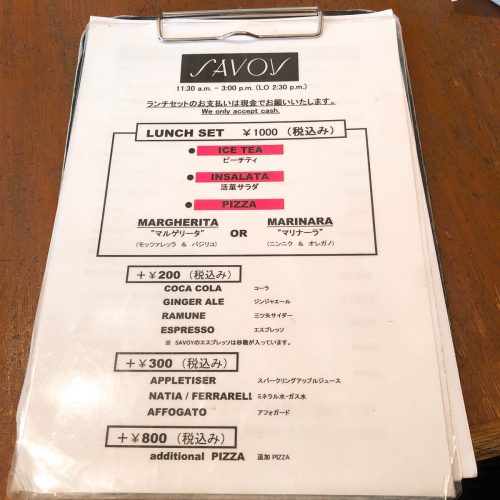 SAVOY
11:30 a.m. – 3:00 p.m. (LO 2:30 p.m.)
ランチセットのお支払いは現金でお願いいたします。
We only accept cash.
LUNCH SET ￥1000 (税込み)
● ICE TEA
ピーチティ
● INSALATA
活菜サラダ
● PIZZA
MARGHERITA OR MARINARA
"マルゲリータ" "マリナーラ"
(モッツァレッラ ＆ バジリコ) (ニンニク ＆ オレガノ)
＋￥200 (税込み)
COCA COLA コーラ
GINGER ALE ジンジャエール
RAMUNE 三ツ矢サイダー
ESPRESSO エスプレッソ
※ SAVOYのエスプレッソは砂糖が入っています。
＋￥300 (税込み)
APPLETISER スパークリングアップルジュース
NATIA / FERRARELL ミネラル水・ガス水
AFFOGATO アフォガード
＋￥800 (税込み)
additional PIZZA 追加 PIZZA